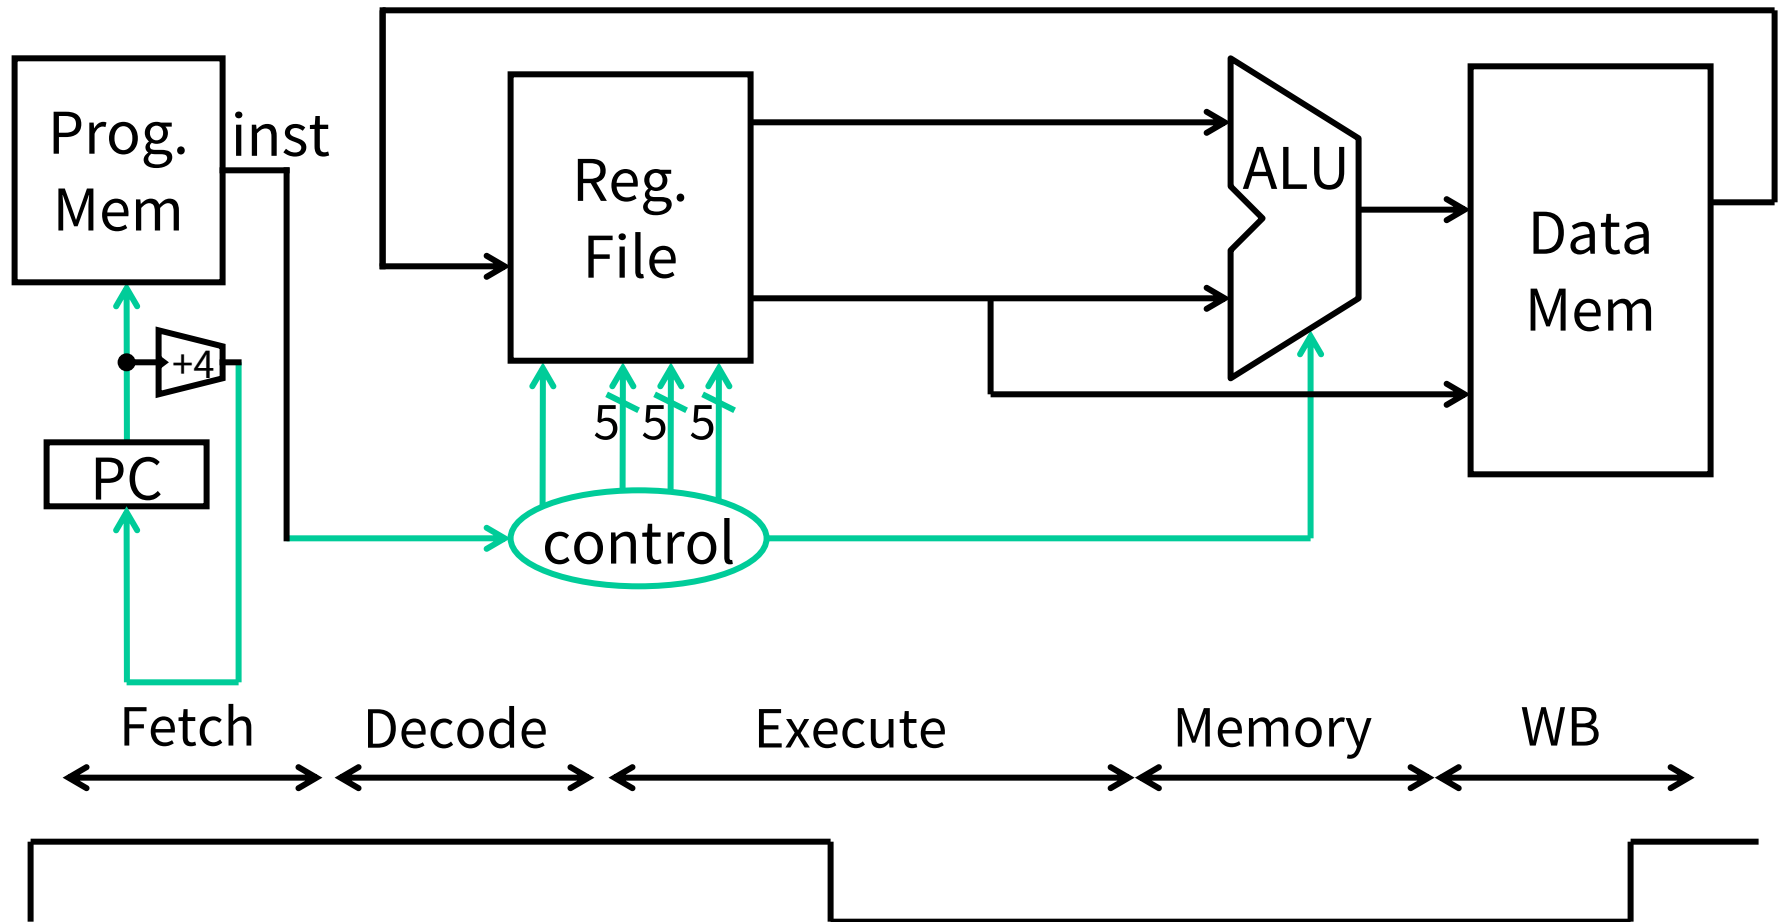 Prog.
Mem
inst
Reg.
File
ALU
Data
Mem
+4
PC
5 5 5
control
Fetch Decode Execute Memory WB